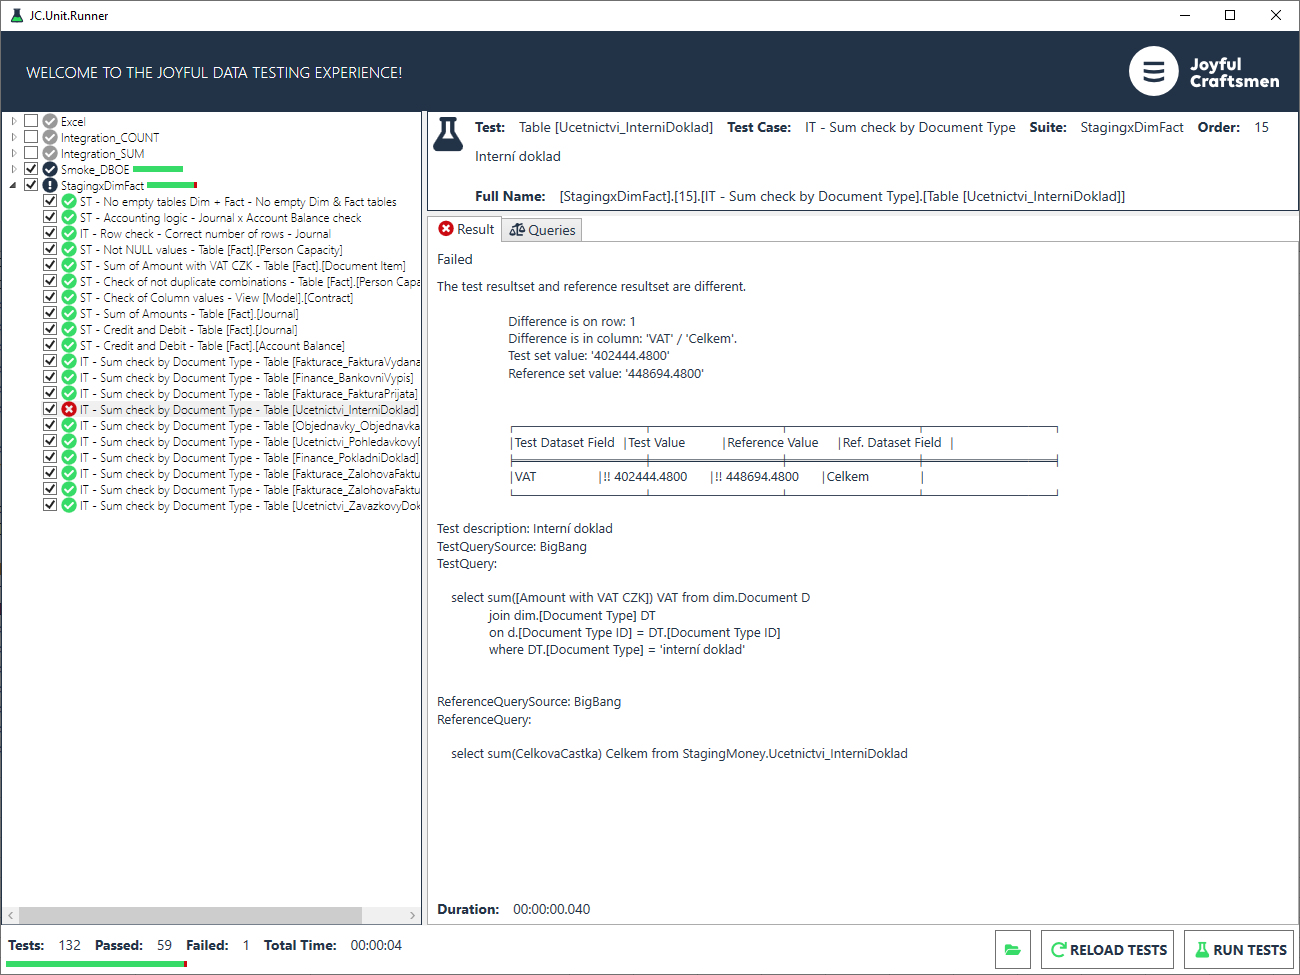 JC.Unit.Runner
WELCOME TO THE JOYFUL DATA TESTING EXPERIENCE!
Joyful
Craftsmen
Excel
Integration_COUNT
Integration_SUM
Smoke_DBOE
StagingxDimFact
ST - No empty tables Dim + Fact - No empty Dim & Fact tables
ST - Accounting logic - Journal x Account Balance check
IT - Row check - Correct number of rows - Journal
ST - Not NULL values - Table [Fact].[Person Capacity]
ST - Sum of Amount with VAT CZK - Table [Fact].[Document Item]
ST - Check of not duplicate combinations - Table [Fact].[Person Capa
ST - Check of Column values - View [Model].[Contract]
ST - Sum of Amounts - Table [Fact].[Journal]
ST - Credit and Debit - Table [Fact].[Journal]
ST - Credit and Debit - Table [Fact].[Account Balance]
IT - Sum check by Document Type - Table [Fakturace_FakturaVydana
IT - Sum check by Document Type - Table [Finance_BankovniVypis]
IT - Sum check by Document Type - Table [Fakturace_FakturaPrijata]
IT - Sum check by Document Type - Table [Ucetnictvi_InterniDoklad]
IT - Sum check by Document Type - Table [Objednavky_Objednavka
IT - Sum check by Document Type - Table [Ucetnictvi_PohledavkovyD
IT - Sum check by Document Type - Table [Finance_PokladniDoklad]
IT - Sum check by Document Type - Table [Fakturace_ZalohovaFaktu
IT - Sum check by Document Type - Table [Fakturace_ZalohovaFaktu
IT - Sum check by Document Type - Table [Ucetnictvi_ZavazkovyDok
Test: Table [Ucetnictvi_InterniDoklad] Test Case: IT - Sum check by Document Type Suite: StagingxDimFact Order: 15
Interní doklad
Full Name: [StagingxDimFact].[15].[IT - Sum check by Document Type].[Table [Ucetnictvi_InterniDoklad]]
Result Queries
Failed
The test resultset and reference resultset are different.
Difference is on row: 1
Difference is in column: 'VAT' / 'Celkem'.
Test set value: '402444.4800'
Reference set value: '448694.4800'
|Test Dataset Field |Test Value |Reference Value |Ref. Dataset Field |
|VAT |!! 402444.4800 |!! 448694.4800 |Celkem |
Test description: Interní doklad
TestQuerySource: BigBang
TestQuery:
select sum([Amount with VAT CZK]) VAT from dim.Document D
join dim.[Document Type] DT
on d.[Document Type ID] = DT.[Document Type ID]
where DT.[Document Type] = 'interní doklad'
ReferenceQuerySource: BigBang
ReferenceQuery:
select sum(CelkovaCastka) Celkem from StagingMoney.Ucetnictvi_InterniDoklad
Duration: 00:00:00.040
Tests: 132 Passed: 59 Failed: 1 Total Time: 00:00:04
RELOAD TESTS
RUN TESTS